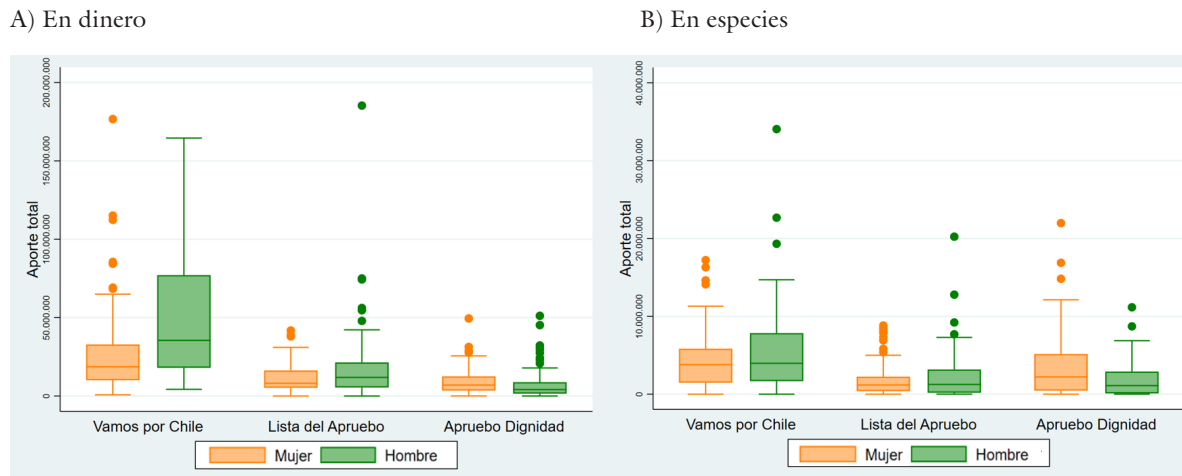 A) En dinero
B) En especies
Aporte total
200.000.000
150.000.000
100.000.000
50.000.000
0
Vamos por Chile
Lista del Apruebo
Apruebo Dignidad
Mujer
Hombre
Aporte total
40.000.000
30.000.000
20.000.000
10.000.000
0
Vamos por Chile
Lista del Apruebo
Apruebo Dignidad
Mujer
Hombre